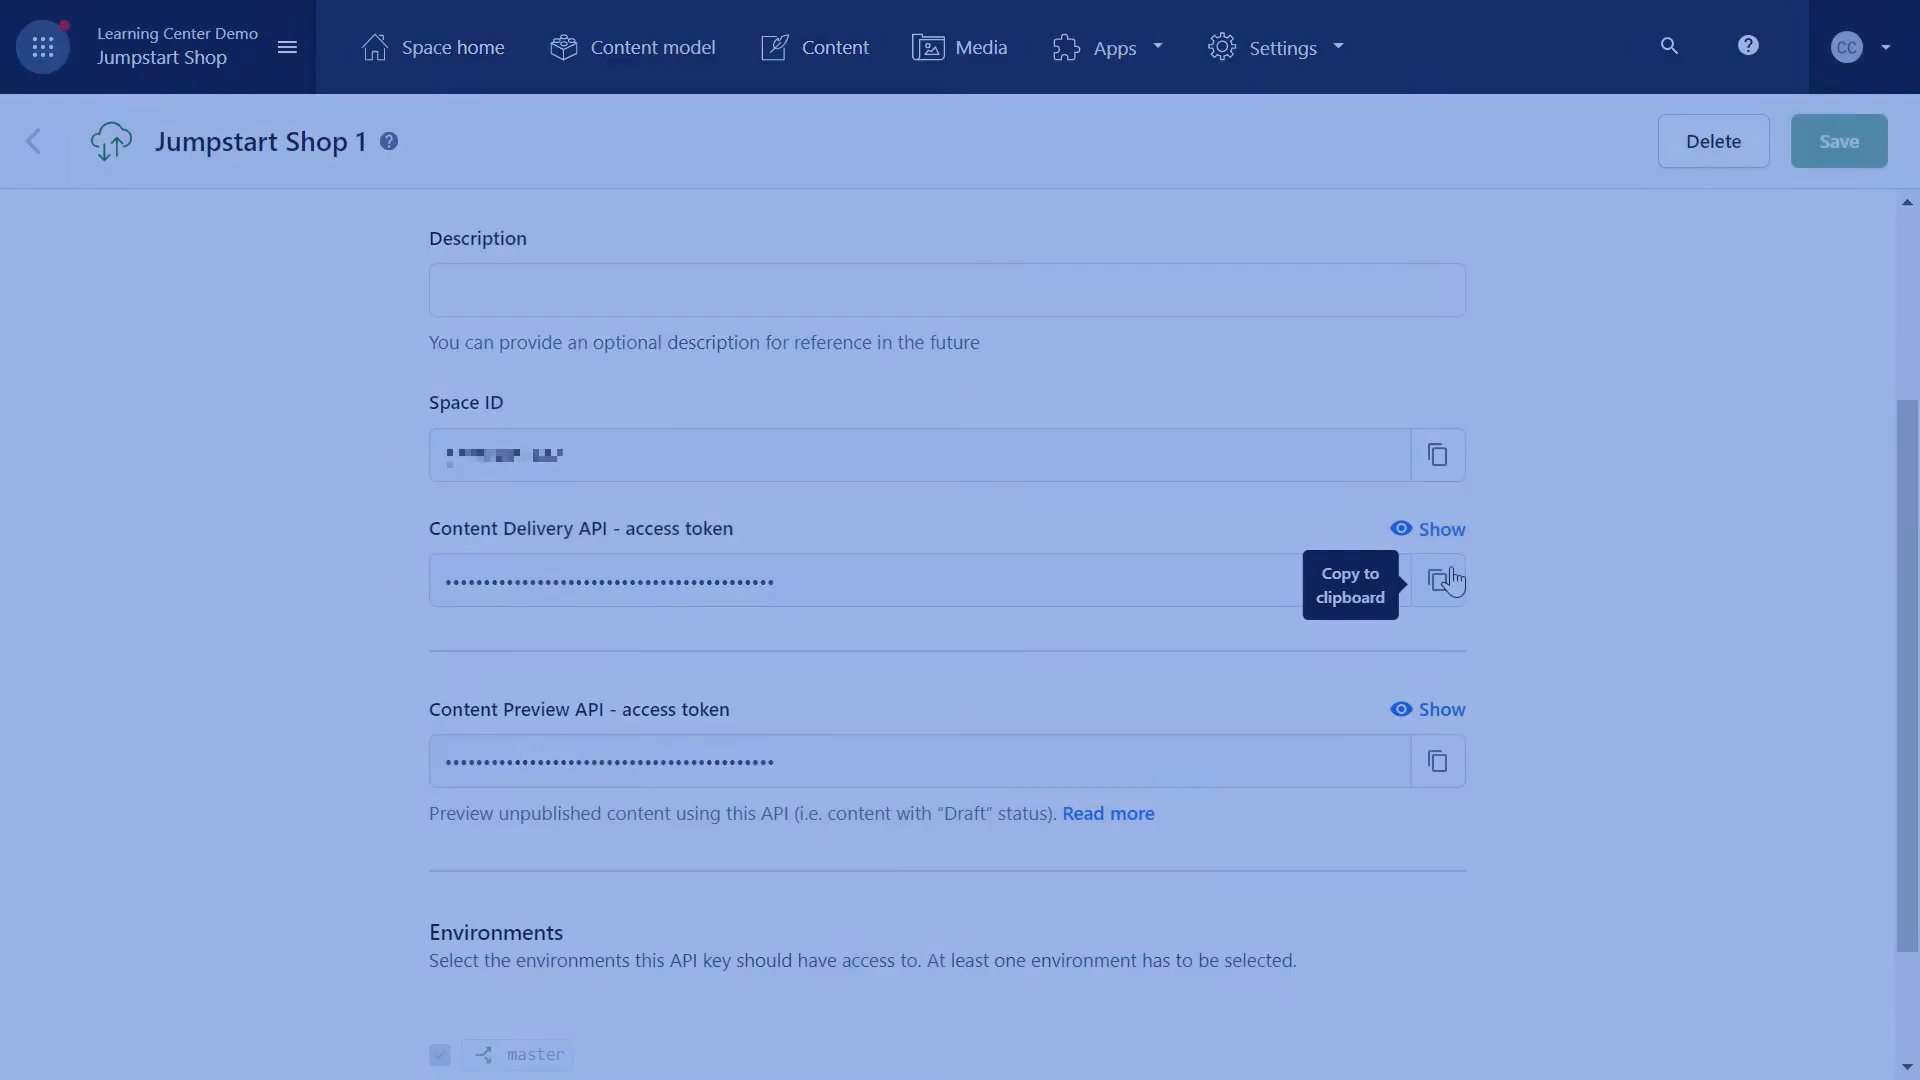 Learning Center Demo
Jumpstart Shop
Space home
Content model
Content
Media
Apps
Settings
CC
Jumpstart Shop 1
Delete
Save
Description
You can provide an optional description for reference in the future
Space ID
Content Delivery API - access token
Show
••••••••••••••••••••••••••••••••••••••••••••
Copy to
clipboard
Content Preview API - access token
Show
••••••••••••••••••••••••••••••••••••••••••••
Preview unpublished content using this API (i.e. content with “Draft” status). Read more
Environments
Select the environments this API key should have access to. At least one environment has to be selected.
master